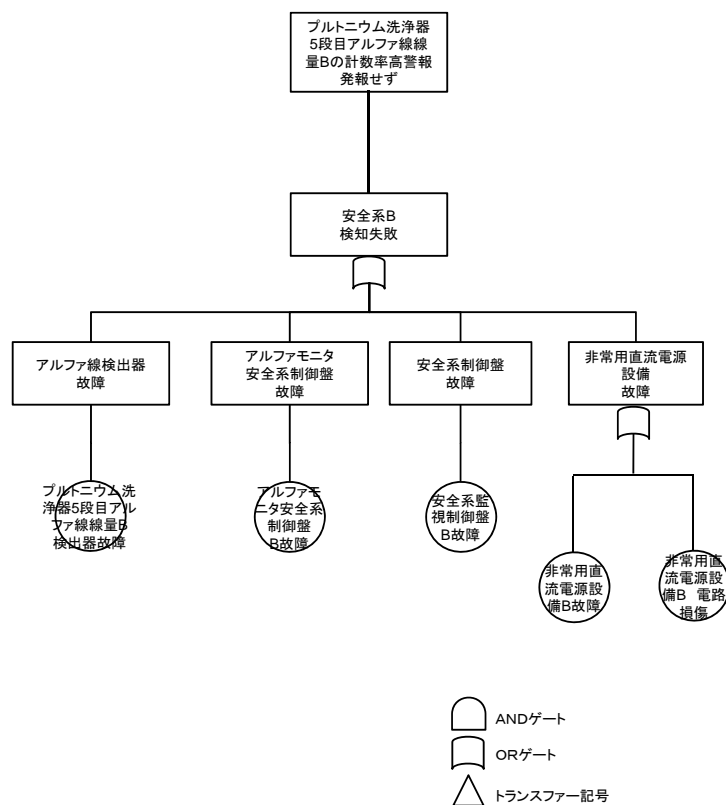 プルトニウム洗浄器
5段目アルファ線線
量Bの計数率高警報
発報せず
安全系B
検知失敗
アルファ線検出器
故障
アルファモニタ
安全系制御盤
故障
安全系制御盤
故障
非常用直流電源
設備
故障
プルトニウム洗
浄器5段目アル
ファ線線量B
検出器故障
アルファモ
ニタ安全系
制御盤
B故障
安全系監
視制御盤
B故障
非常用直
流電源設
備B故障
非常用直
流電源設
備B 電路
損傷
ANDゲート
ORゲート
トランスファー記号